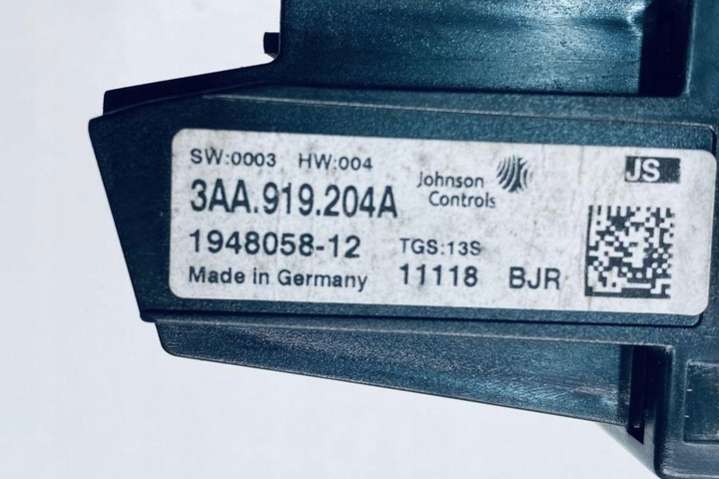 SW:0003 HW:004
JS
Johnson
Controls
3AA.919.204A
1948058-12 TGS:13S
Made in Germany 11118 BJR